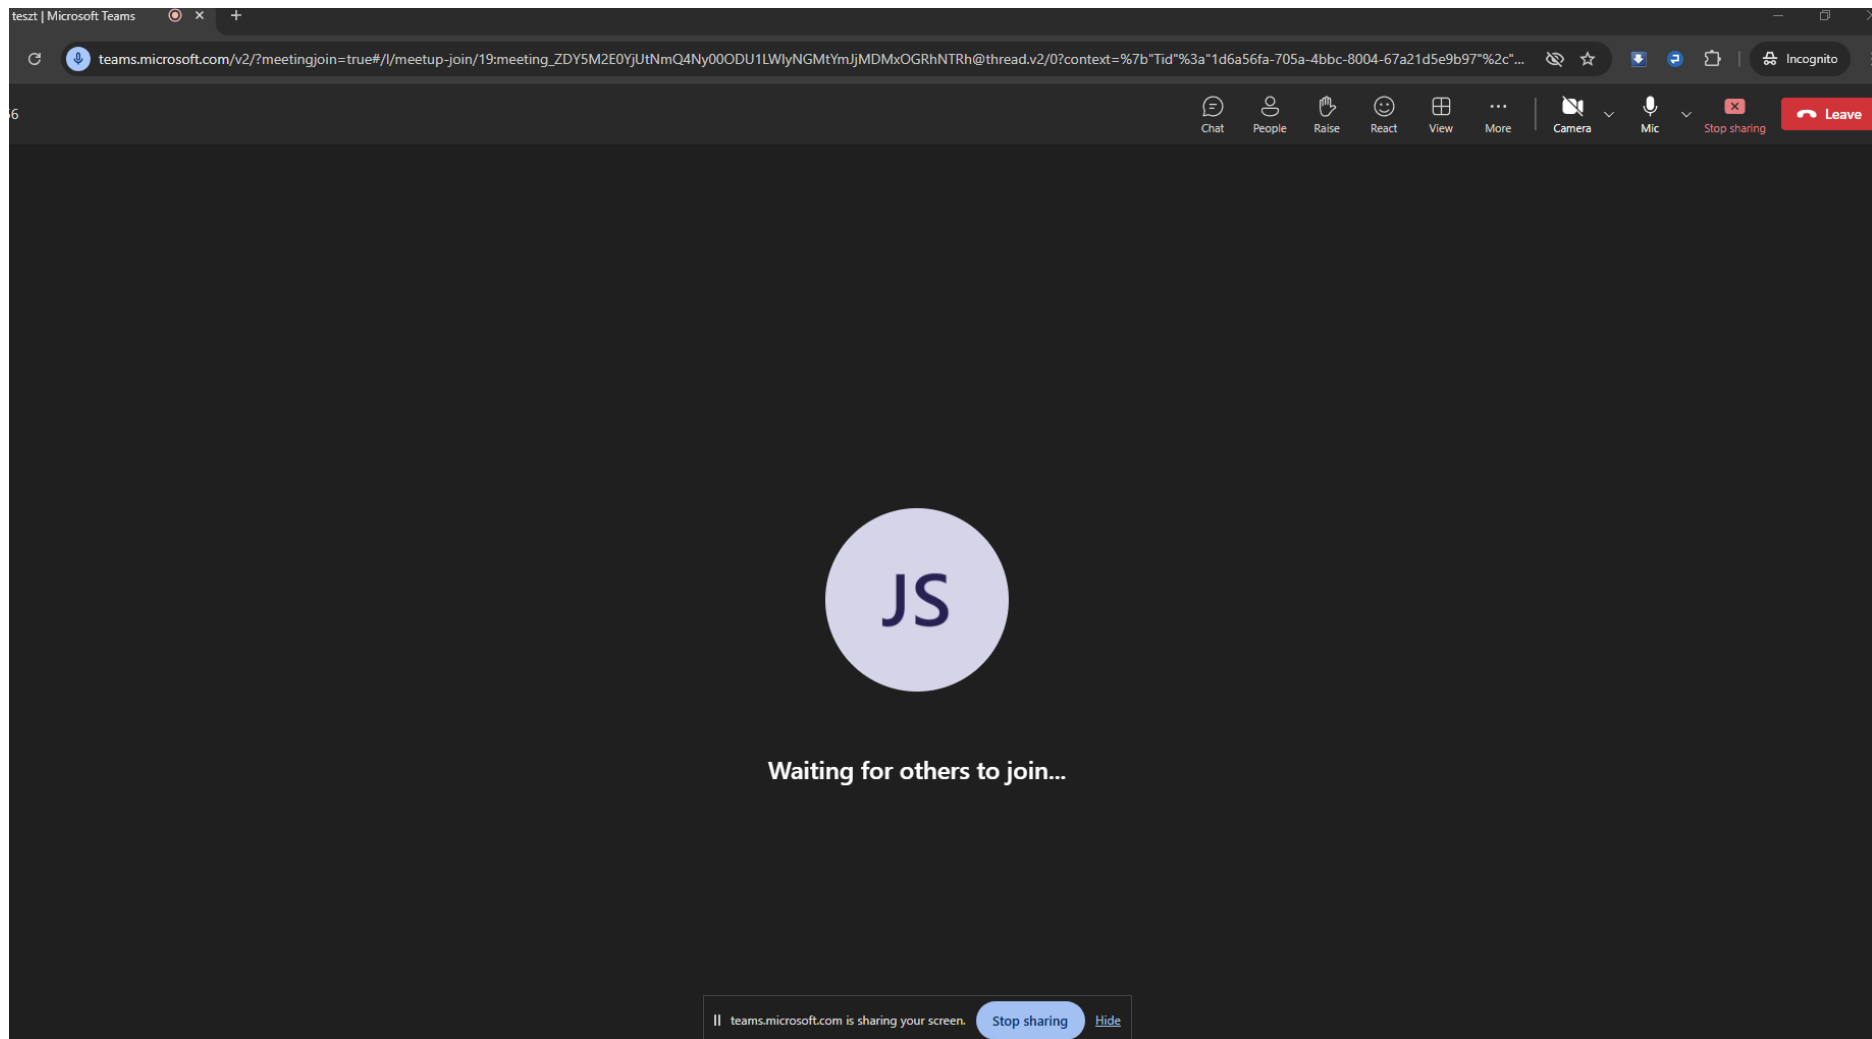 teszt | Microsoft Teams
teams.microsoft.com/v2/?meetingjoin=true#/l/meetup-join/19:meeting_ZDY5M2E0YjUtNmQ4Ny00ODU1LWIyNGMtYmJjMDMxOGRhNTRh@thread.v2/0?context=%7b"Tid"%3a"1d6a56fa-705a-4bbc-8004-67a21d5e9b97"%2c"...
Incognito
Chat People Raise React View More Camera Mic Stop sharing Leave
JS
Waiting for others to join...
teams.microsoft.com is sharing your screen. Stop sharing Hide